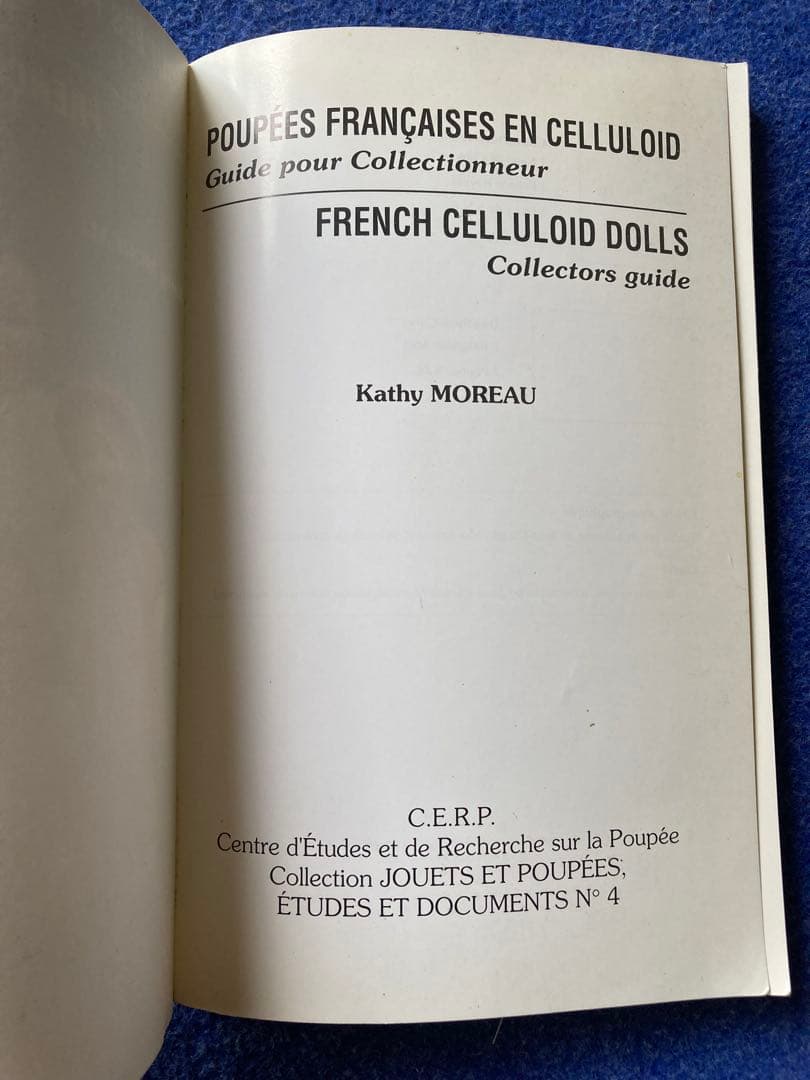 POUPÉES FRANÇAISES EN CELLULOID
Guide pour Collectionneur
FRENCH CELLULOID DOLLS
Collectors guide
Kathy MOREAU
C.E.R.P.
Centre d'Études et de Recherche sur la Poupée
Collection JOUETS ET POUPÉES,
ÉTUDES ET DOCUMENTS N° 4